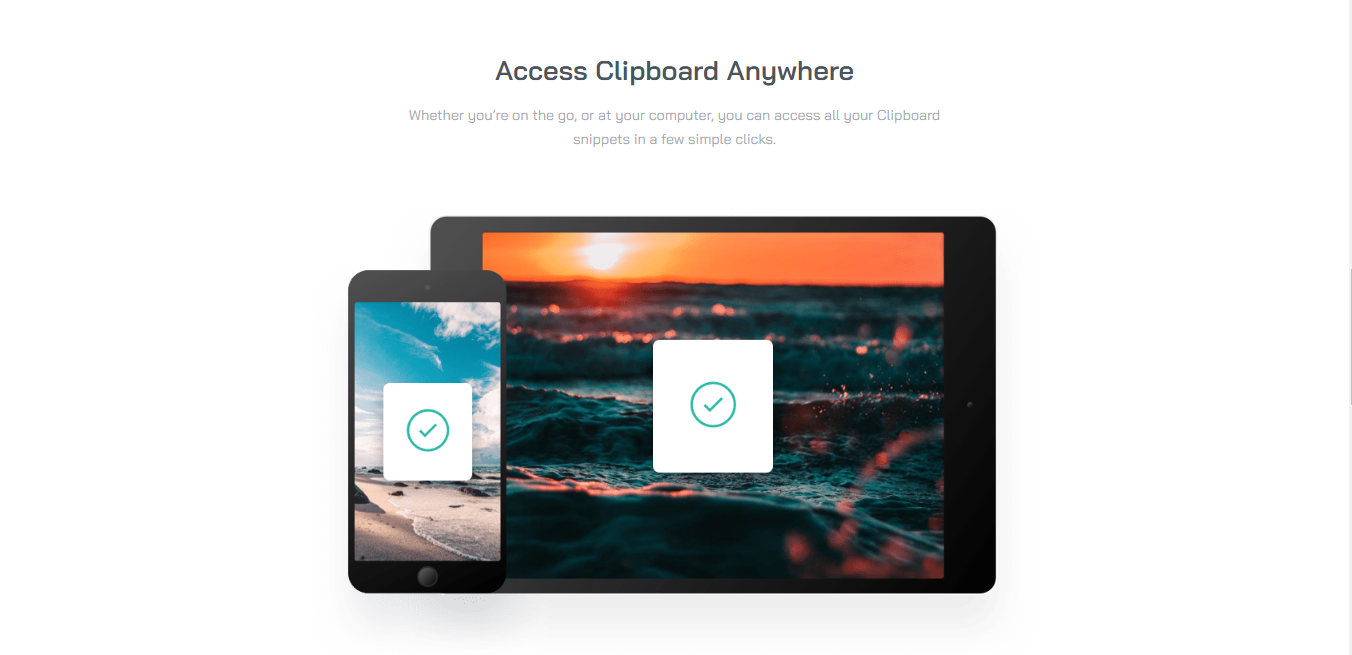 Access Clipboard Anywhere
Whether you’re on the go, or at your computer, you can access all your Clipboard
snippets in a few simple clicks.